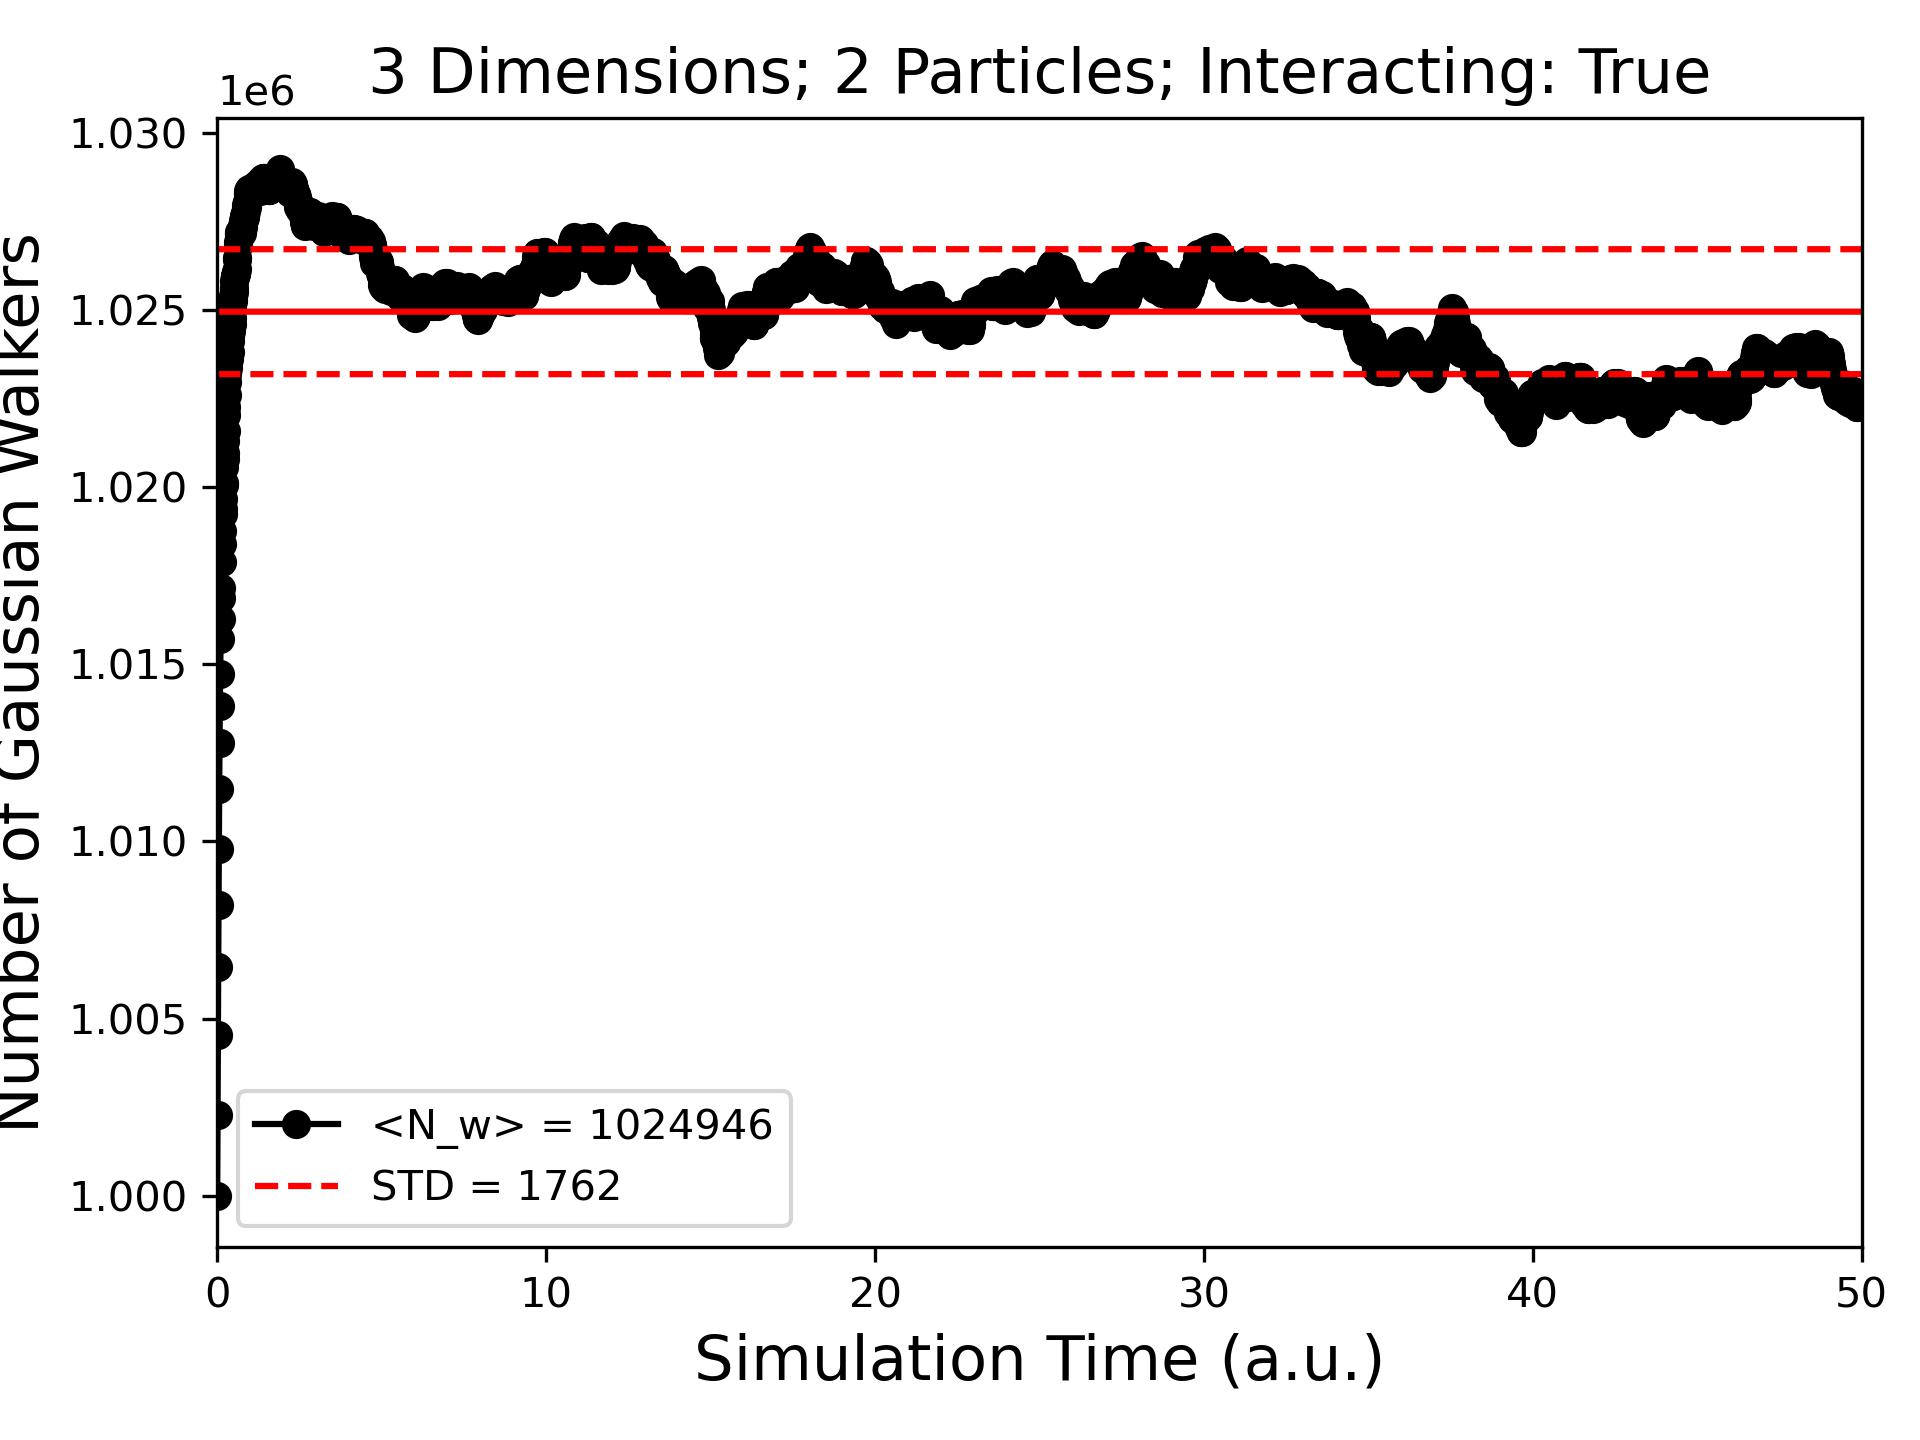 3 Dimensions; 2 Particles; Interacting: True
1e6
1.030
1.025
1.020
1.015
1.010
1.005
1.000
Number of Gaussian Walkers
<N_w> = 1024946
STD = 1762
0 10 20 30 40 50
Simulation Time (a.u.)